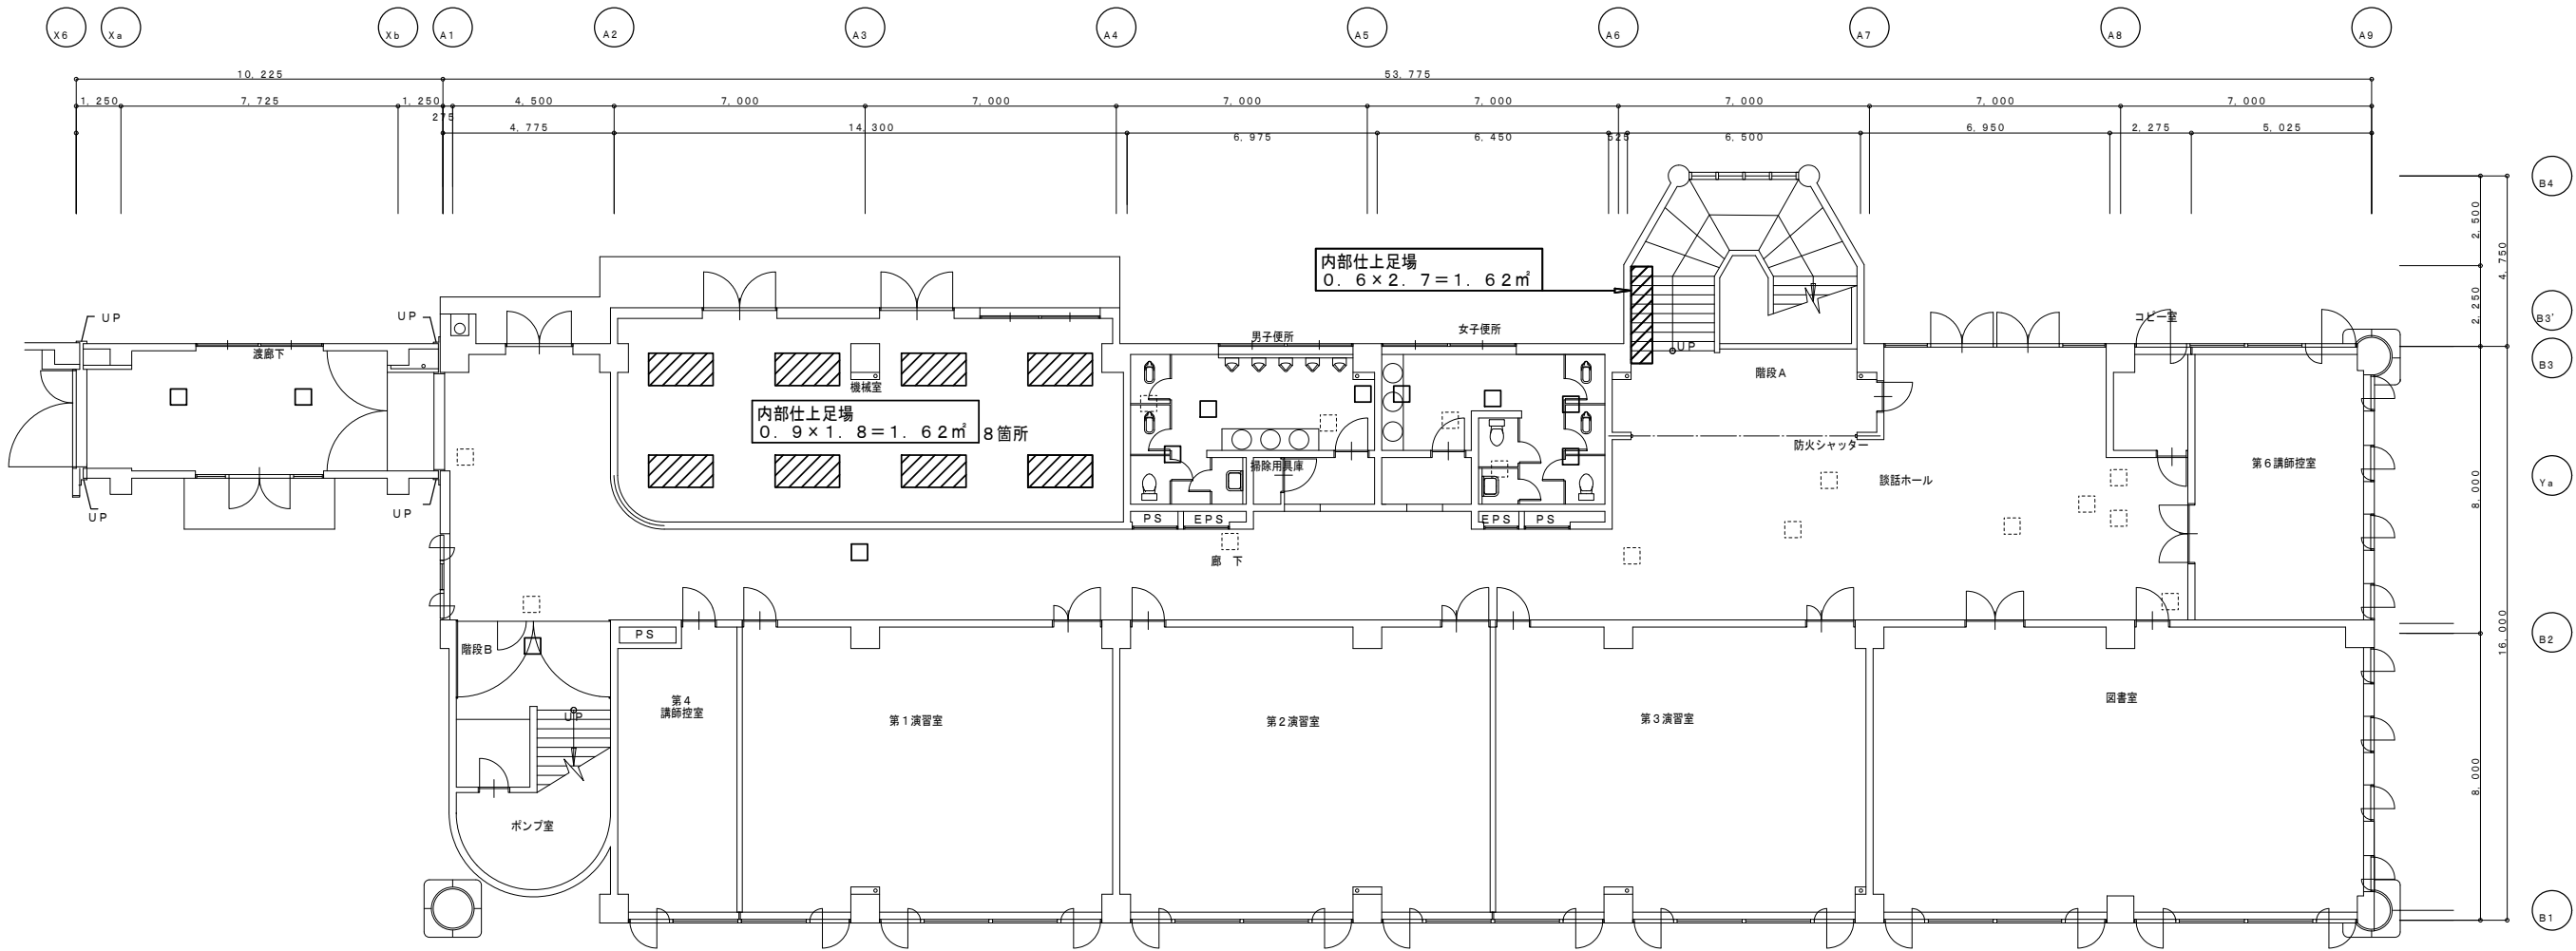 X6 Xa Xb A1 A2 A3 A4 A5 A6 A7 A8 A9
10,225 53,775
1,250 7,725 1,250 4,500 7,000 7,000 7,000 7,000 7,000 7,000 7,000
275
4,775 14,300 6,975 6,450 525 6,500 6,950 2,275 5,025
B4
2,500
4,750
2,250
B3'
B3
8,000
Ya
16,000
B2
8,000
B1
内部仕上足場
0.6×2.7=1.62㎡
UP
UP
渡廊下
UP
UP
男子便所
女子便所
コピー室
UP
階段A
機械室
内部仕上足場
0.9×1.8=1.62㎡ 8箇所
防火シャッター
掃除用具庫
第6講師控室
談話ホール
PS
EPS
EPS
PS
廊 下
PS
階段B
UP
第4
講師控室
第1演習室
第2演習室
第3演習室
図書室
ポンプ室